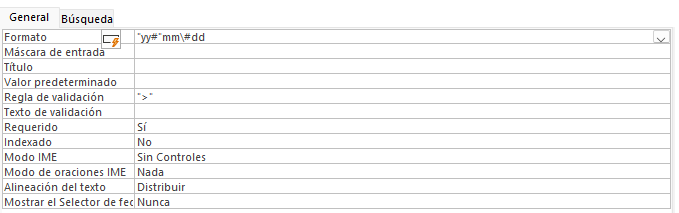 General Búsqueda
Formato "yy#"mm\#dd
Máscara de entrada
Título
Valor predeterminado
Regla de validación ">"
Texto de validación
Requerido Sí
Indexado No
Modo IME Sin Controles
Modo de oraciones IME Nada
Alineación del texto Distribuir
Mostrar el Selector de fec Nunca